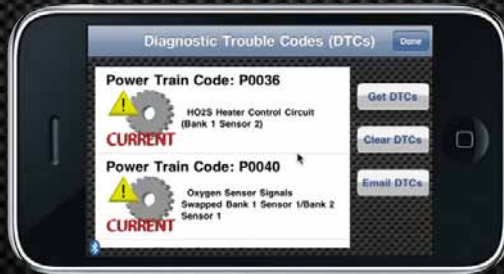 Diagnostic Trouble Codes (DTCs)
Done
Power Train Code: P0036
HO2S Heater Control Circuit
(Bank 1 Sensor 2)
CURRENT
Power Train Code: P0040
Oxygen Sensor Signals
Swapped Bank 1 Sensor 1/Bank 2
Sensor 1
CURRENT
Get DTCs
Clear DTCs
Email DTCs